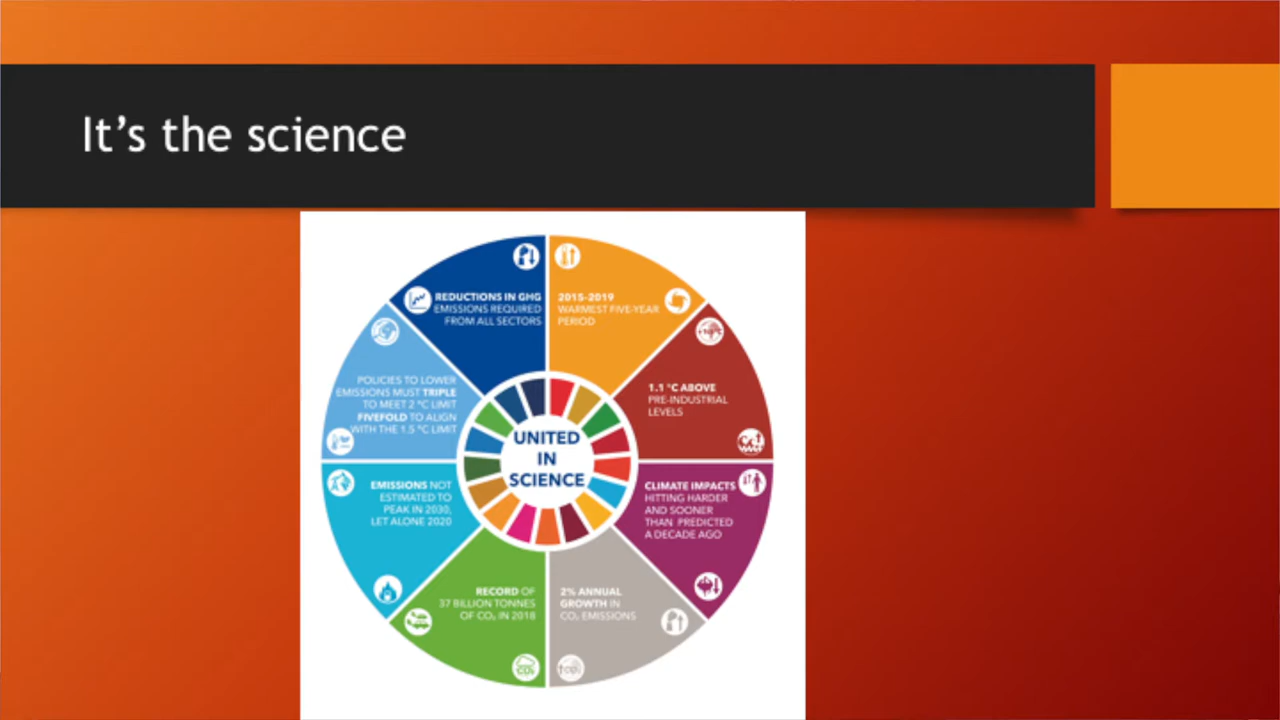 It's the science
REDUCTIONS IN GHG
EMISSIONS REQUIRED
FROM ALL SECTORS
2015-2019
WARMEST FIVE-YEAR
PERIOD
1.1 °C ABOVE
PRE-INDUSTRIAL
LEVELS
CLIMATE IMPACTS
HITTING HARDER
AND SOONER
THAN PREDICTED
A DECADE AGO
2% ANNUAL
GROWTH IN
CO₂ EMISSIONS
RECORD OF
37 BILLION TONNES
OF CO₂ IN 2018
EMISSIONS NOT
ESTIMATED TO
PEAK IN 2030,
LET ALONE 2020
POLICIES TO LOWER
EMISSIONS MUST TRIPLE
TO MEET 2 °C LIMIT
FIVEFOLD TO ALIGN
WITH THE 1.5 °C LIMIT
UNITED
IN
SCIENCE